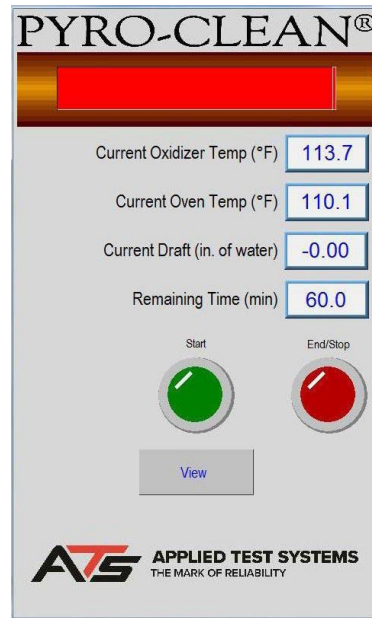 PYRO-CLEAN®
Current Oxidizer Temp (°F) 113.7
Current Oven Temp (°F) 110.1
Current Draft (in. of water) -0.00
Remaining Time (min) 60.0
Start End/Stop
View
ATS APPLIED TEST SYSTEMS
THE MARK OF RELIABILITY